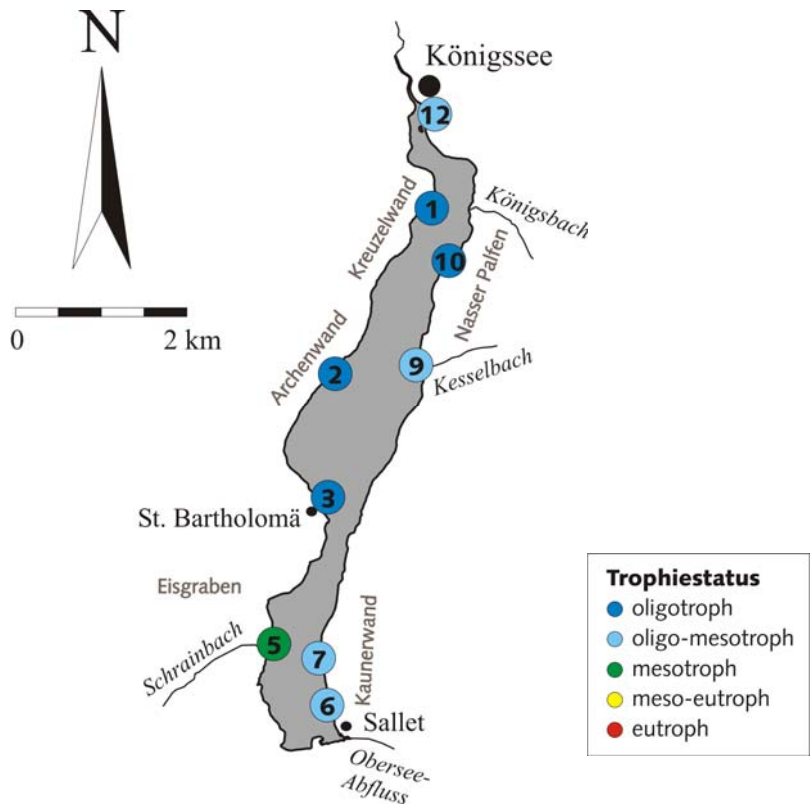 N
Königssee
12
Kreuzelwand
1
Königsbach
10
Nasser Palfen
0
2 km
Archenwand
2
9
Kesselbach
3
St. Bartholomä
Eisgraben
Kaunerwand
5
7
Schrainbach
6
Sallet
Obersee-
Abfluss
Trophiestatus
oligotroph
oligo-mesotroph
mesotroph
meso-eutroph
eutroph